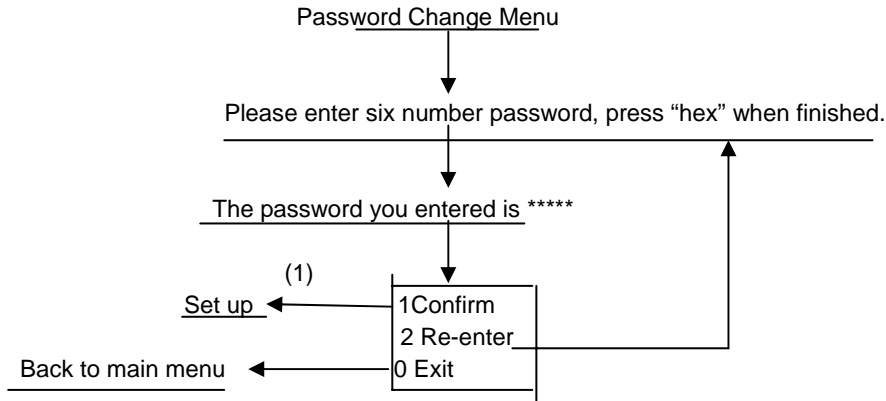 Password Change Menu
Please enter six number password, press “hex” when finished.
The password you entered is *****
(1)
Set up
1Confirm
2 Re-enter
Back to main menu
0 Exit